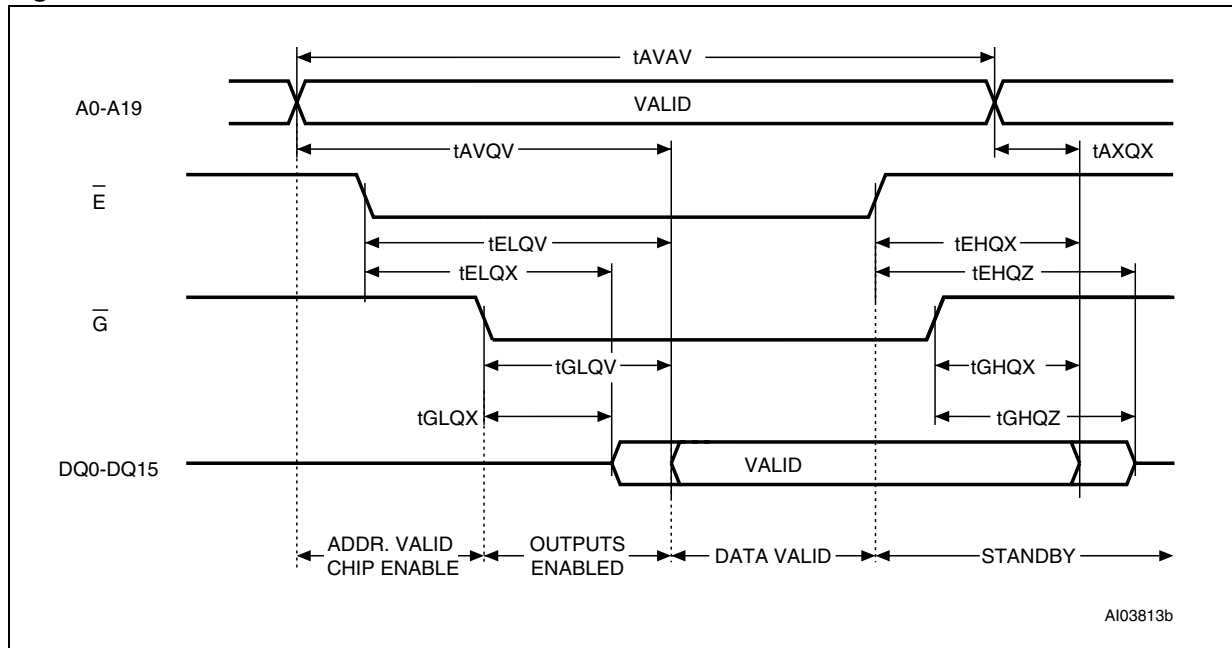 tAVAV
A0-A19
VALID
tAVQV
tAXQX
E
tELQV
tEHQX
tELQX
tEHQZ
G
tGLQV
tGHQX
tGLQX
tGHQZ
DQ0-DQ15
VALID
ADDR. VALID
CHIP ENABLE
OUTPUTS
ENABLED
DATA VALID
STANDBY
AI03813b